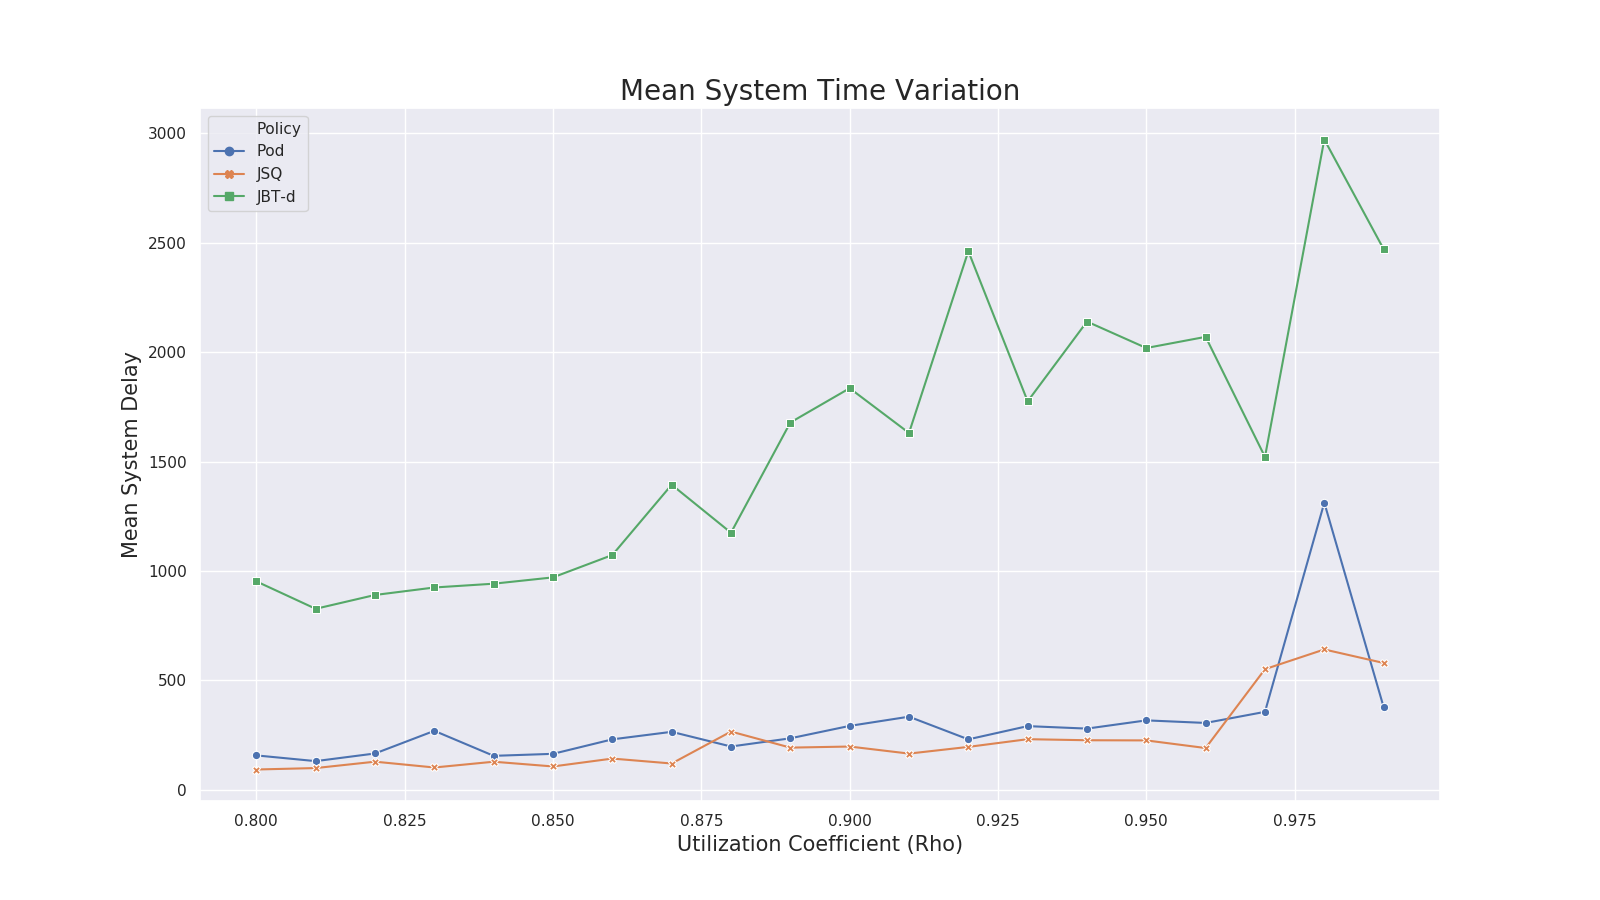 Mean System Time Variation
Policy
Pod
JSQ
JBT-d
3000
2500
2000
1500
1000
500
0
Mean System Delay
0.800 0.825 0.850 0.875 0.900 0.925 0.950 0.975
Utilization Coefficient (Rho)